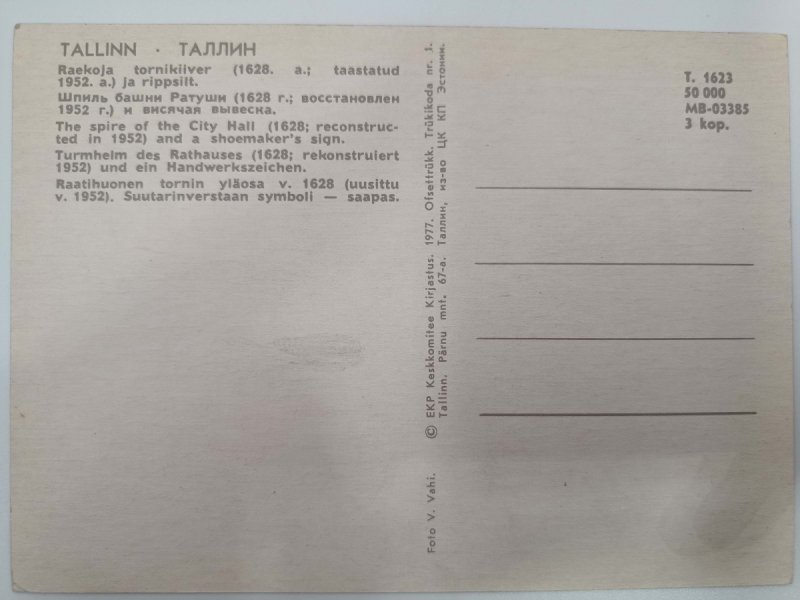 TALLINN · ТАЛЛИН
Raekoja tornikiiver (1628. a.; taastatud
1952. a.) ja rippsilt.
Шпиль башни Ратуши (1628 г.; восстановлен
1952 г.) и висячая вывеска.
The spire of the City Hall (1628; reconstruc-
ted in 1952) and a shoemaker's sign.
Turmhelm des Rathauses (1628; rekonstruiert
1952) und ein Handwerkszeichen.
Raatihuonen tornin yläosa v. 1628 (uusittu
v. 1952). Suutarinverstaan symboli — saapas.
Foto V. Vahi.
© EKP Keskkomitee Kirjastus. 1977. Ofsettrükk. Trükikoda nr. 1.
Tallinn. Pärnu mnt. 67-a. Таллин, из-во ЦК КП Эстонии.
T. 1623
50 000
MB-03385
3 kop.